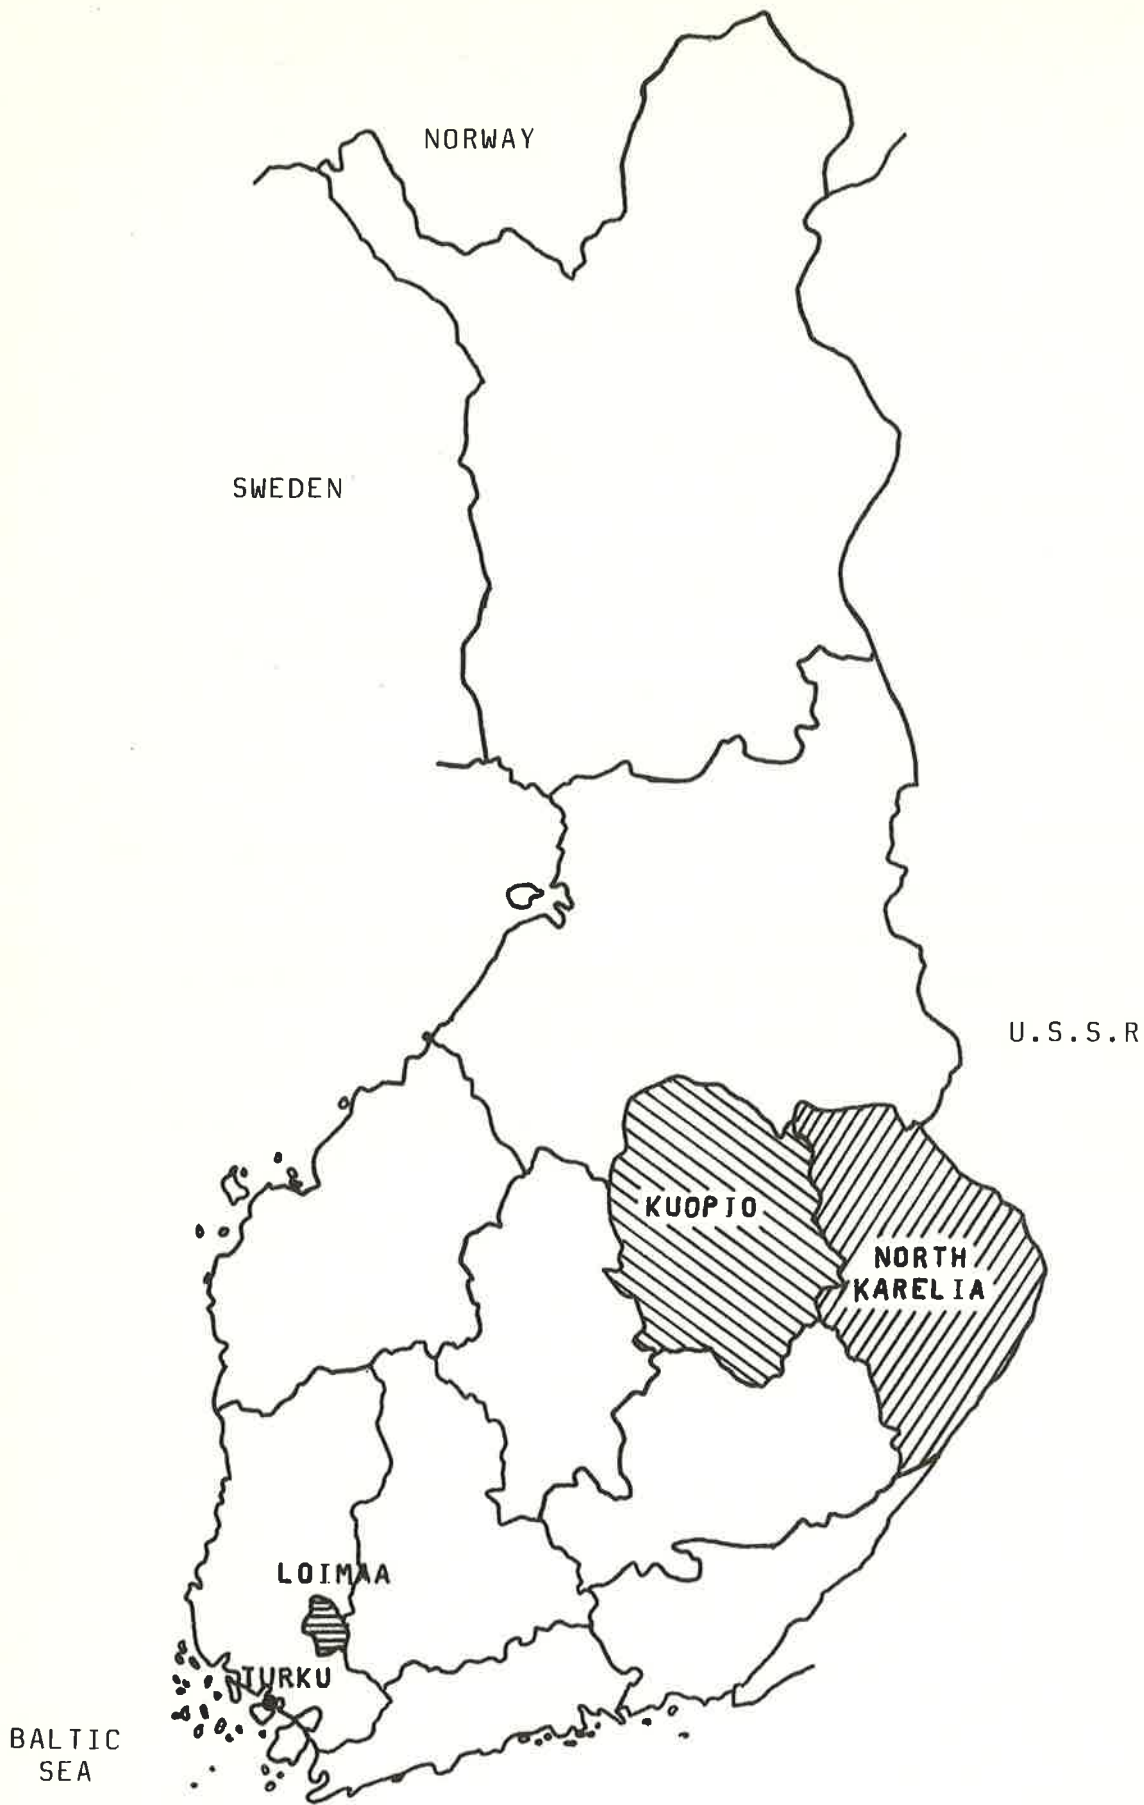 NORWAY
SWEDEN
U.S.S.R
KUOPIO
NORTH
KARELIA
LOIMAA
TURKU
BALTIC
SEA